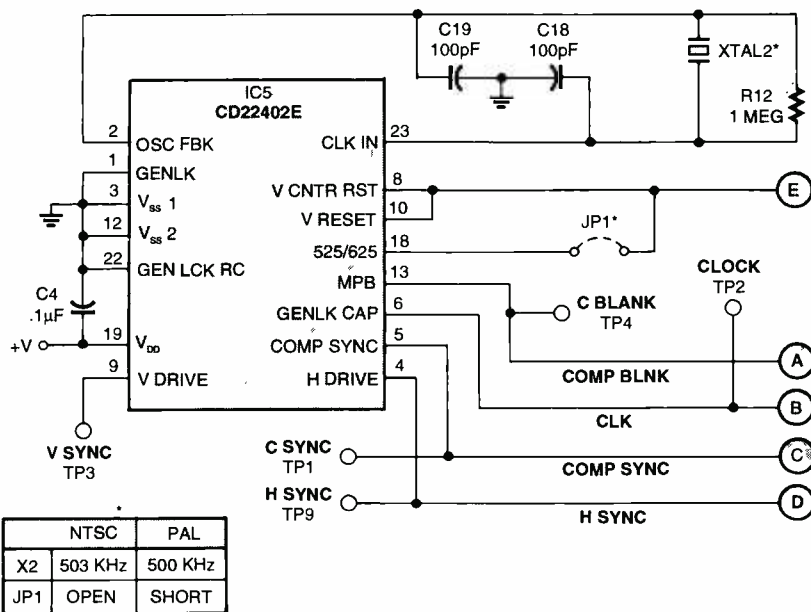 C19
100pF
C18
100pF
XTAL2*
R12
1 MEG
IC5
CD22402E
2 OSC FBK
CLK IN 23
1 GENLK
3 Vss 1
12 Vss 2
22 GEN LCK RC
V CNTR RST 8
V RESET 10
525/625 18
MPB 13
GENLK CAP 6
COMP SYNC 5
H DRIVE 4
C4
.1µF
+V
19 VDD
9 V DRIVE
V SYNC
TP3
JP1*
E
CLOCK
TP2
C BLANK
TP4
COMP BLNK
A
CLK
B
C SYNC
TP1
COMP SYNC
C
H SYNC
TP9
H SYNC
D
*
NTSC PAL
X2 503 KHz 500 KHz
JP1 OPEN SHORT